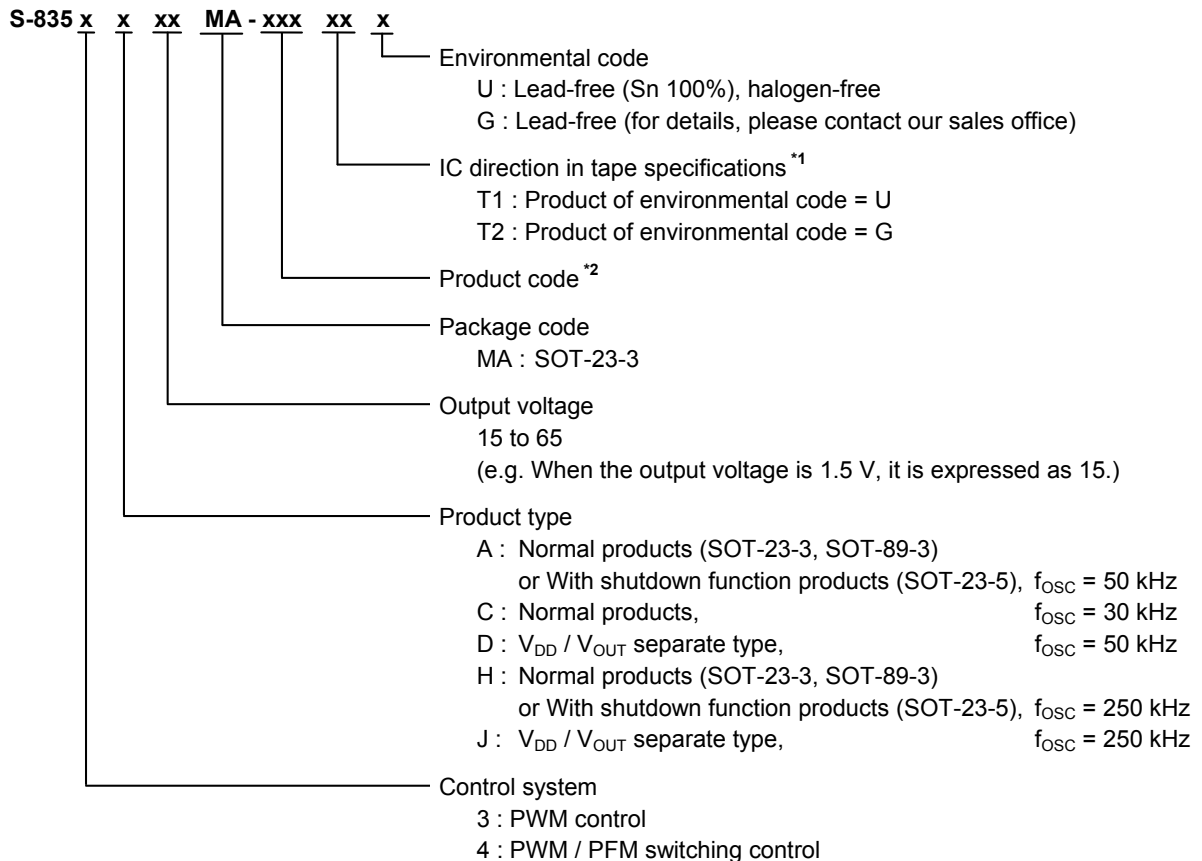 S-835 x x xx MA - xxx xx x
Environmental code
U : Lead-free (Sn 100%), halogen-free
G : Lead-free (for details, please contact our sales office)
IC direction in tape specifications *1
T1 : Product of environmental code = U
T2 : Product of environmental code = G
Product code *2
Package code
MA : SOT-23-3
Output voltage
15 to 65
(e.g. When the output voltage is 1.5 V, it is expressed as 15.)
Product type
A : Normal products (SOT-23-3, SOT-89-3)
or With shutdown function products (SOT-23-5), fOSC = 50 kHz
C : Normal products, fOSC = 30 kHz
D : VDD / VOUT separate type, fOSC = 50 kHz
H : Normal products (SOT-23-3, SOT-89-3)
or With shutdown function products (SOT-23-5), fOSC = 250 kHz
J : VDD / VOUT separate type, fOSC = 250 kHz
Control system
3 : PWM control
4 : PWM / PFM switching control